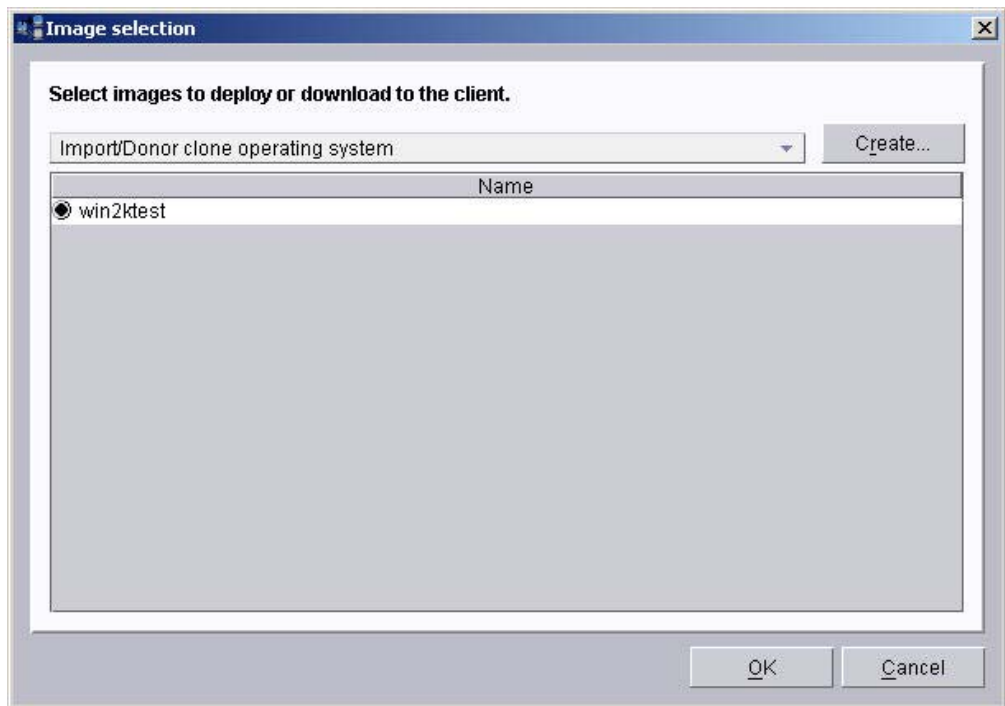 Image selection
Select images to deploy or download to the client.
Import/Donor clone operating system
Create...
Name
win2ktest
OK
Cancel